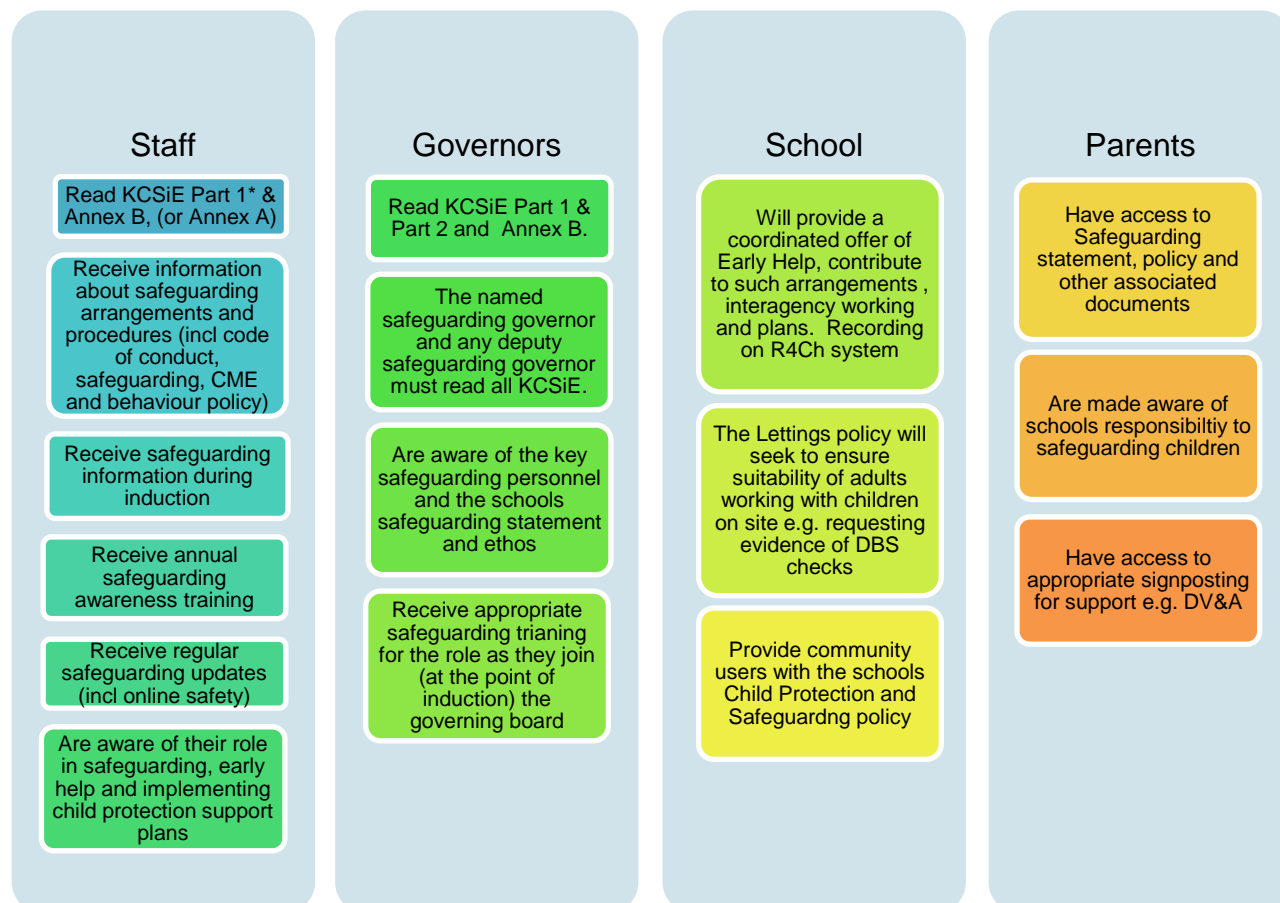 Staff
Read KCSiE Part 1* &
Annex B, (or Annex A)
Receive information
about safeguarding
arrangements and
procedures (incl code of
conduct,
safeguarding, CME
and behaviour policy)
Receive safeguarding
information during
induction
Receive annual
safeguarding
awareness training
Receive regular
safeguarding updates
(incl online safety)
Are aware of their role
in safeguarding, early
help and implementing
child protection support
plans
Governors
Read KCSiE Part 1 &
Part 2 and Annex B.
The named
safeguarding governor
and any deputy
safeguarding governor
must read all KCSiE.
Are aware of the key
safeguarding personnel
and the schools
safeguarding statement
and ethos
Receive appropriate
safeguarding trianing
for the role as they join
(at the point of
induction) the
governing board
School
Will provide a
coordinated offer of
Early Help, contribute
to such arrangements ,
interagency working
and plans. Recording
on R4Ch system
The Lettings policy will
seek to ensure
suitability of adults
working with children
on site e.g. requesting
evidence of DBS
checks
Provide community
users with the schools
Child Protection and
Safeguardng policy
Parents
Have access to
Safeguarding
statement, policy and
other associated
documents
Are made aware of
schools responsibiltiy to
safeguarding children
Have access to
appropriate signposting
for support e.g. DV&A